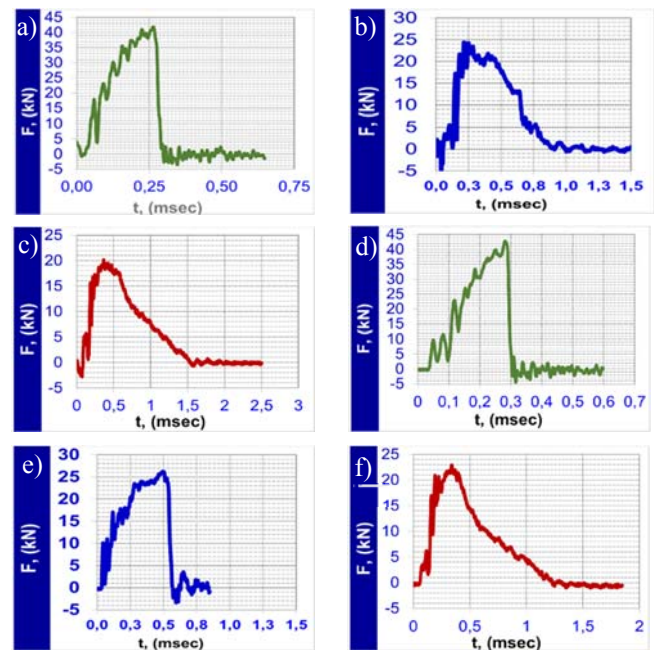 a)
F, (kN)
45
40
35
30
25
20
15
10
5
0
-5
0,00 0,25 0,50 0,75
t, (msec)
b)
F, (kN)
30
25
20
15
10
5
0
-5
0,0 0,3 0,5 0,8 1,0 1,3 1,5
t, (msec)
c)
F, (kN)
25
20
15
10
5
0
-5
0 0,5 1 1,5 2 2,5 3
t, (msec)
d)
F, (kN)
45
40
35
30
25
20
15
10
5
0
-5
0 0,1 0,2 0,3 0,4 0,5 0,6 0,7
t, (msec)
e)
F, (kN)
30
25
20
15
10
5
0
-5
0,0 0,3 0,5 0,8 1,0 1,3 1,5
t, (msec)
f)
F, (kN)
25
20
15
10
5
0
-5
0 0,5 1 1,5 2
t, (msec)